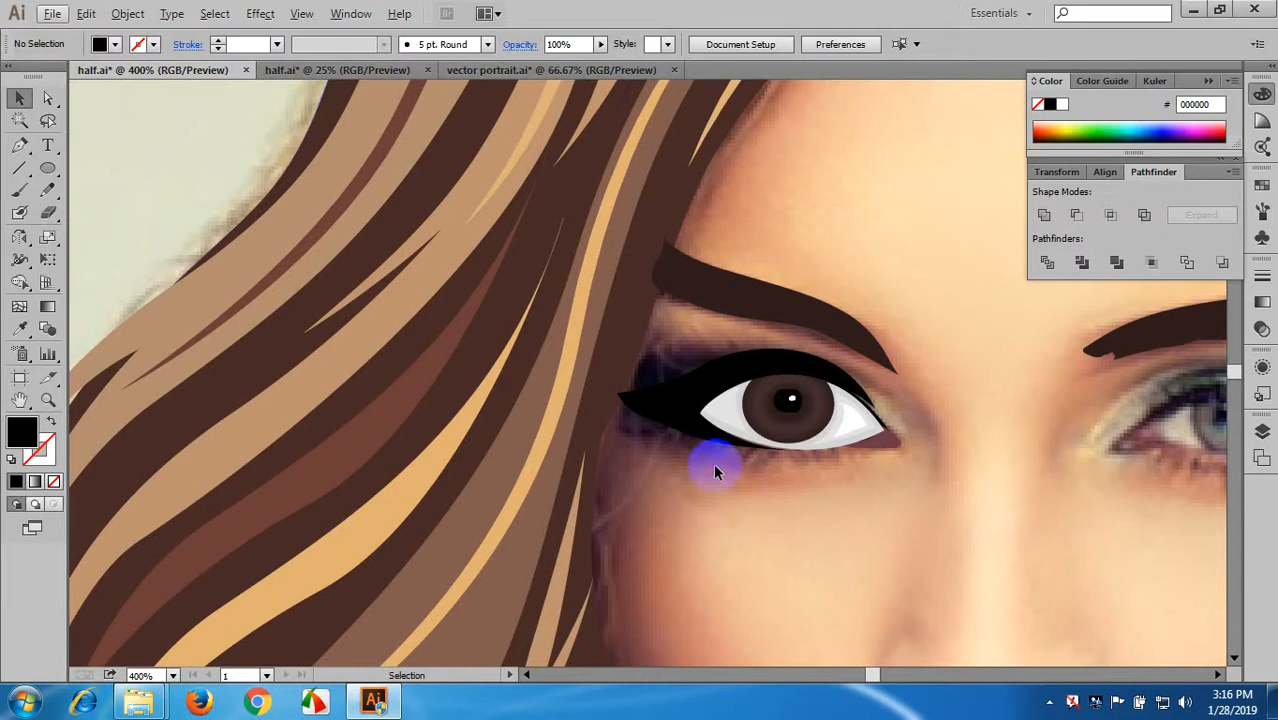 Ai File Edit Object Type Select Effect View Window Help Br Essentials
No Selection Stroke: 5 pt. Round Opacity: 100% Style: Document Setup Preferences
half.ai* @ 400% (RGB/Preview) × half.ai* @ 25% (RGB/Preview) × vector portrait.ai* @ 66.67% (RGB/Preview) ×
Color Color Guide Kuler
# 000000
Transform Align Pathfinder
Shape Modes:
Expand
Pathfinders:
400% 1 Selection
Ai
3:16 PM
1/28/2019